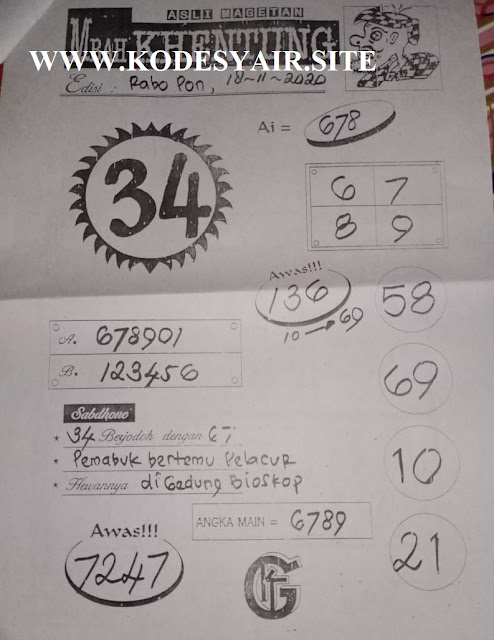 ASLI MAGETAN
MBAH KHENTUNG
WWW.KODESYAIR.SITE
Edisi : Rabo Pon, 18-11-2020
Ai = 678
34
6 7
8 9
Awas!!!
136
10 → 69
58
A. 678901
B. 123456
69
Sabdhono
* 34 Berjodoh dengan 67
* Pemabuk bertemu Pelacur
* Hewannya di Gedung Bioskop
10
ANGKA MAIN = 6789
Awas!!!
7247
21